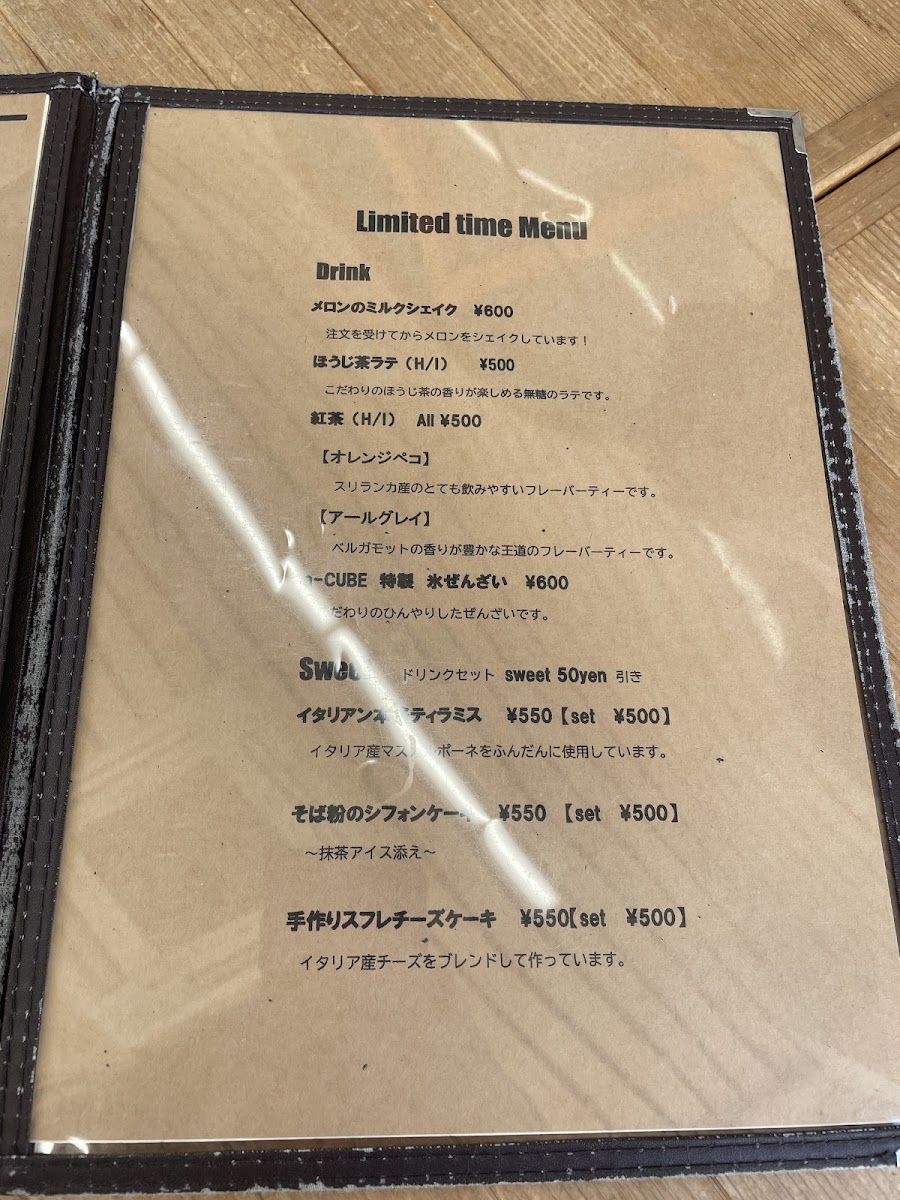 Limited time Menu
Drink
メロンのミルクシェイク ¥600
注文を受けてからメロンをシェイクしています!
ほうじ茶ラテ(H/I) ¥500
こだわりのほうじ茶の香りが楽しめる無糖のラテです。
紅茶(H/I) All ¥500
【オレンジペコ】
スリランカ産のとても飲みやすいフレーバーティーです。
【アールグレイ】
ベルガモットの香りが豊かな王道のフレーバーティーです。
-CUBE 特製 氷ぜんざい ¥600
だわりのひんやりしたぜんざいです。
Swee ドリンクセット sweet 50yen 引き
イタリアン ティラミス ¥550【set ¥500】
イタリア産マス ルポーネをふんだんに使用しています。
そば粉のシフォンケーキ ¥550 【set ¥500】
~抹茶アイス添え~
手作りスフレチーズケーキ ¥550【set ¥500】
イタリア産チーズをブレンドして作っています。